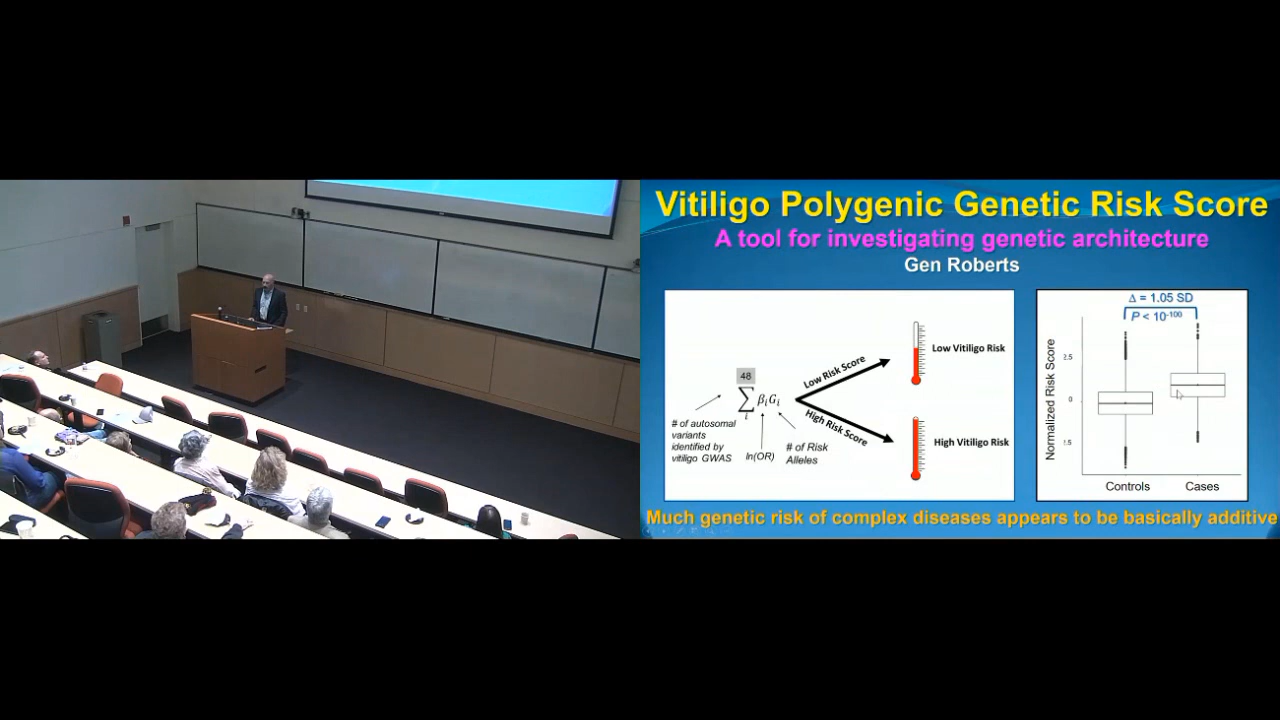 Vitiligo Polygenic Genetic Risk Score
A tool for investigating genetic architecture
Gen Roberts
48
∑ βiGi
i
# of autosomal
variants
identified by
vitiligo GWAS
ln(OR)
# of Risk
Alleles
Low Risk Score
High Risk Score
Low Vitiligo Risk
High Vitiligo Risk
Δ = 1.05 SD
P < 10-100
Normalized Risk Score
2.5
0
Controls
Cases
Much genetic risk of complex diseases appears to be basically additive